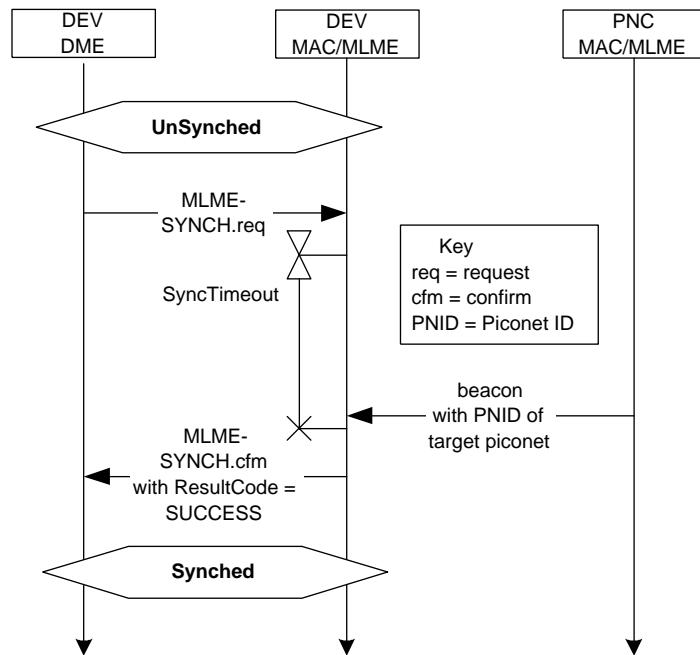 DEV
DME
DEV
MAC/MLME
PNC
MAC/MLME
UnSynched
MLME-
SYNCH.req
SyncTimeout
Key
req = request
cfm = confirm
PNID = Piconet ID
beacon
with PNID of
target piconet
MLME-
SYNCH.cfm
with ResultCode =
SUCCESS
Synched